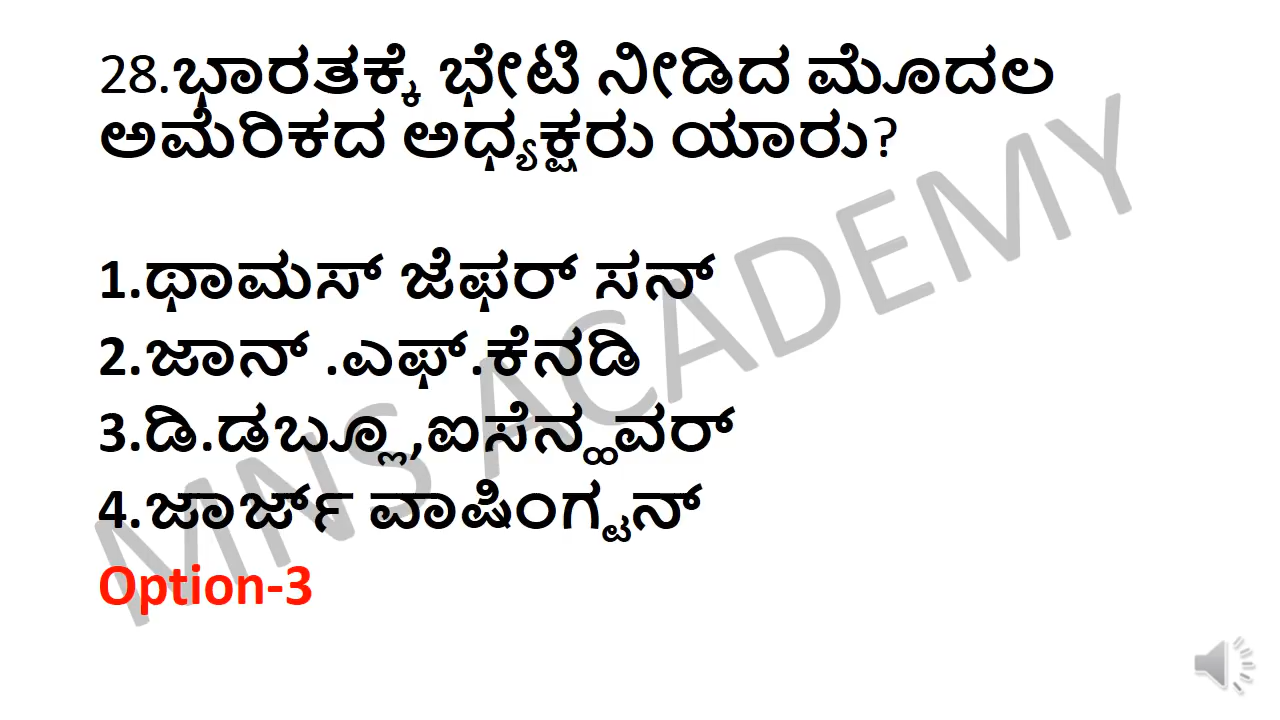 28.ಭಾರತಕ್ಕೆ ಭೇಟಿ ನೀಡಿದ ಮೊದಲ
ಅಮೆರಿಕದ ಅಧ್ಯಕ್ಷರು ಯಾರು?
1.ಥಾಮಸ್ ಜೆಫರ್ ಸನ್
2.ಜಾನ್ .ಎಫ್.ಕೆನಡಿ
3.ಡಿ.ಡಬ್ಲೂ,ಐಸೆನ್ಹವರ್
4.ಜಾರ್ಜ್ ವಾಷಿಂಗ್ಟನ್
Option-3
MNS ACADEMY